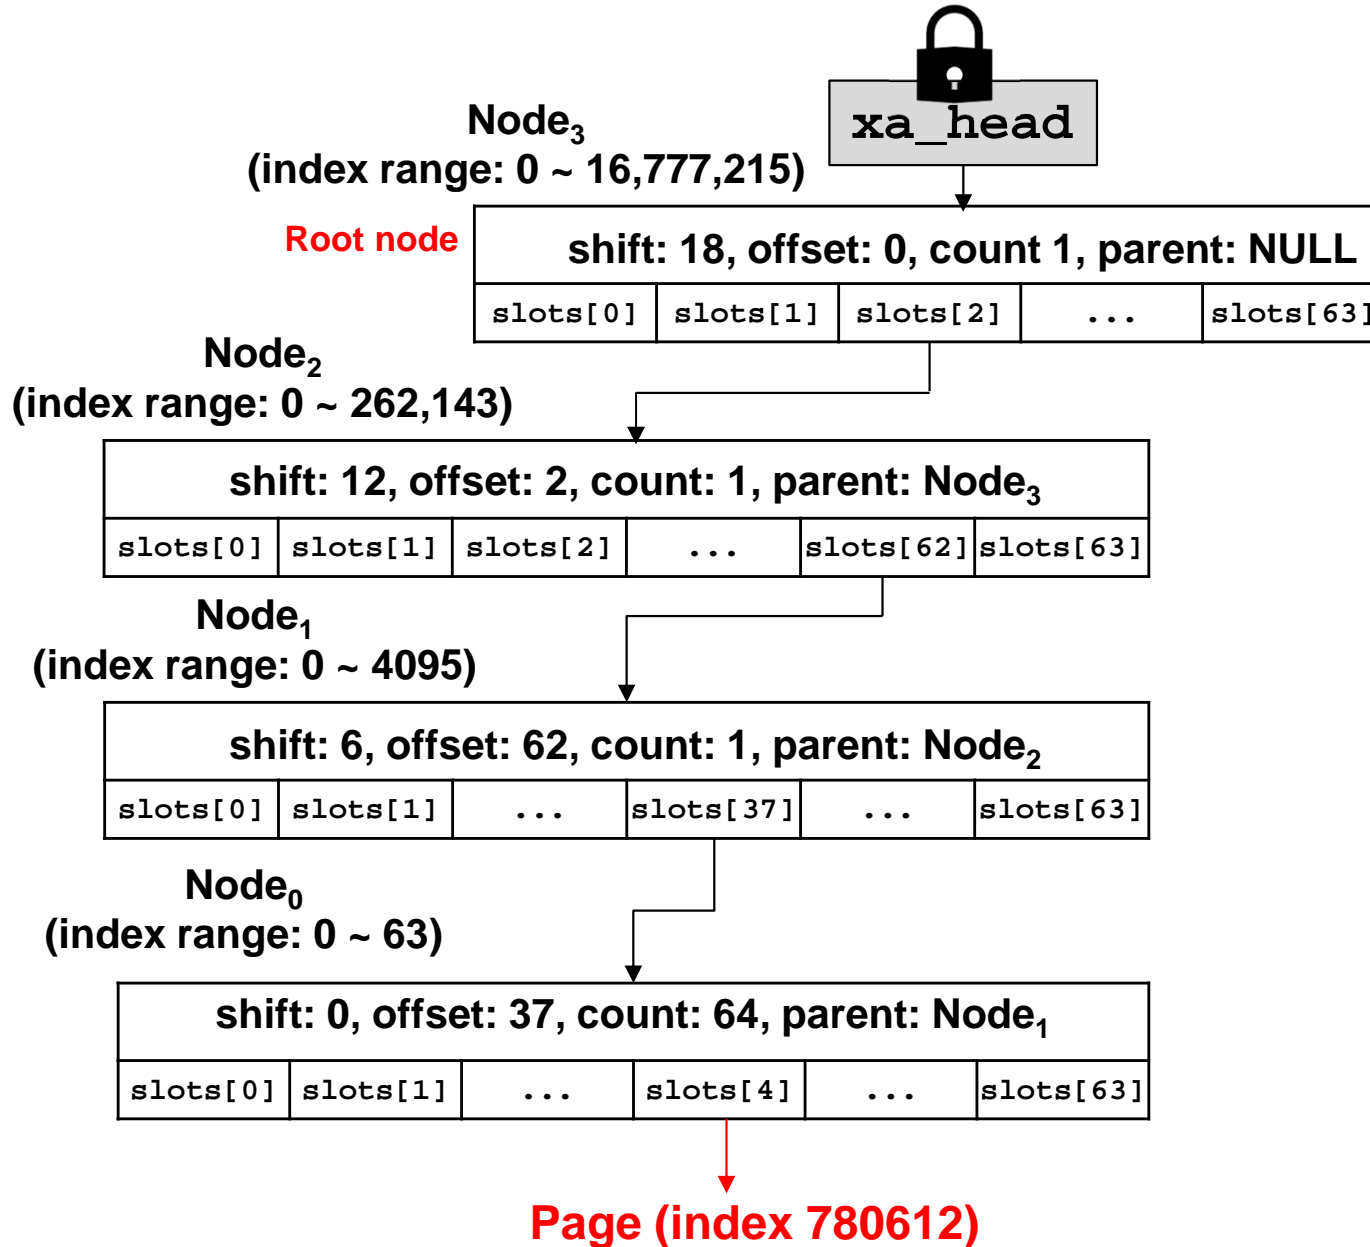 xa_head
Node3
(index range: 0 ~ 16,777,215)
Root node
shift: 18, offset: 0, count 1, parent: NULL
slots[0] slots[1] slots[2] ... slots[63]
Node2
(index range: 0 ~ 262,143)
shift: 12, offset: 2, count: 1, parent: Node3
slots[0] slots[1] slots[2] ... slots[62] slots[63]
Node1
(index range: 0 ~ 4095)
shift: 6, offset: 62, count: 1, parent: Node2
slots[0] slots[1] ... slots[37] ... slots[63]
Node0
(index range: 0 ~ 63)
shift: 0, offset: 37, count: 64, parent: Node1
slots[0] slots[1] ... slots[4] ... slots[63]
Page (index 780612)